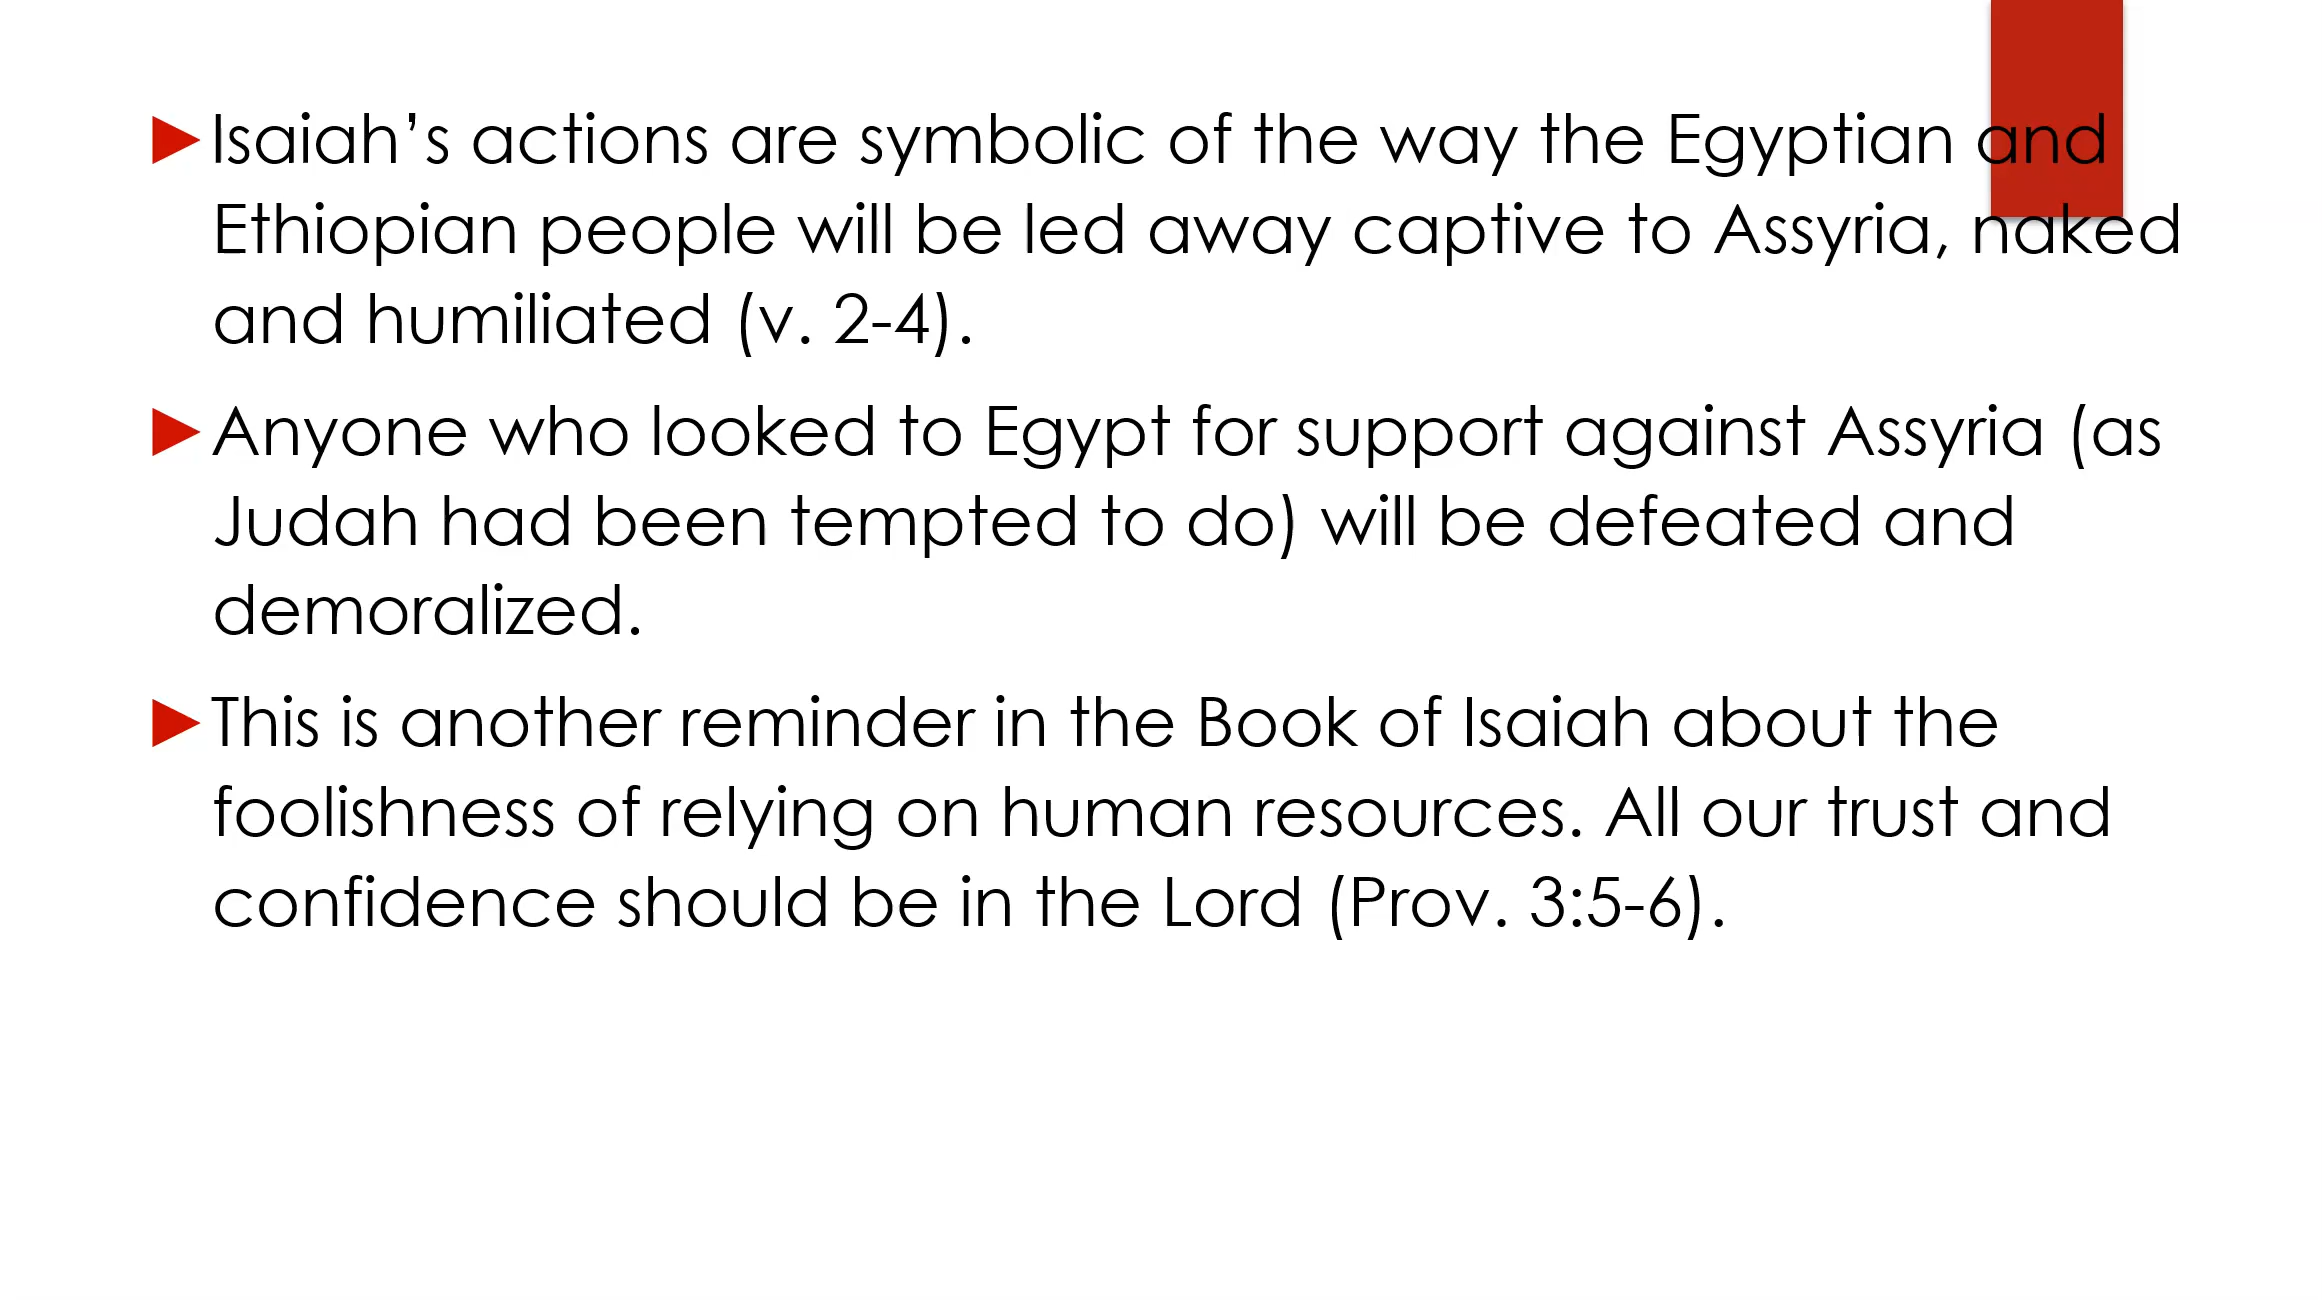 ►Isaiah’s actions are symbolic of the way the Egyptian and
Ethiopian people will be led away captive to Assyria, naked
and humiliated (v. 2-4).
►Anyone who looked to Egypt for support against Assyria (as
Judah had been tempted to do) will be defeated and
demoralized.
►This is another reminder in the Book of Isaiah about the
foolishness of relying on human resources. All our trust and
confidence should be in the Lord (Prov. 3:5-6).